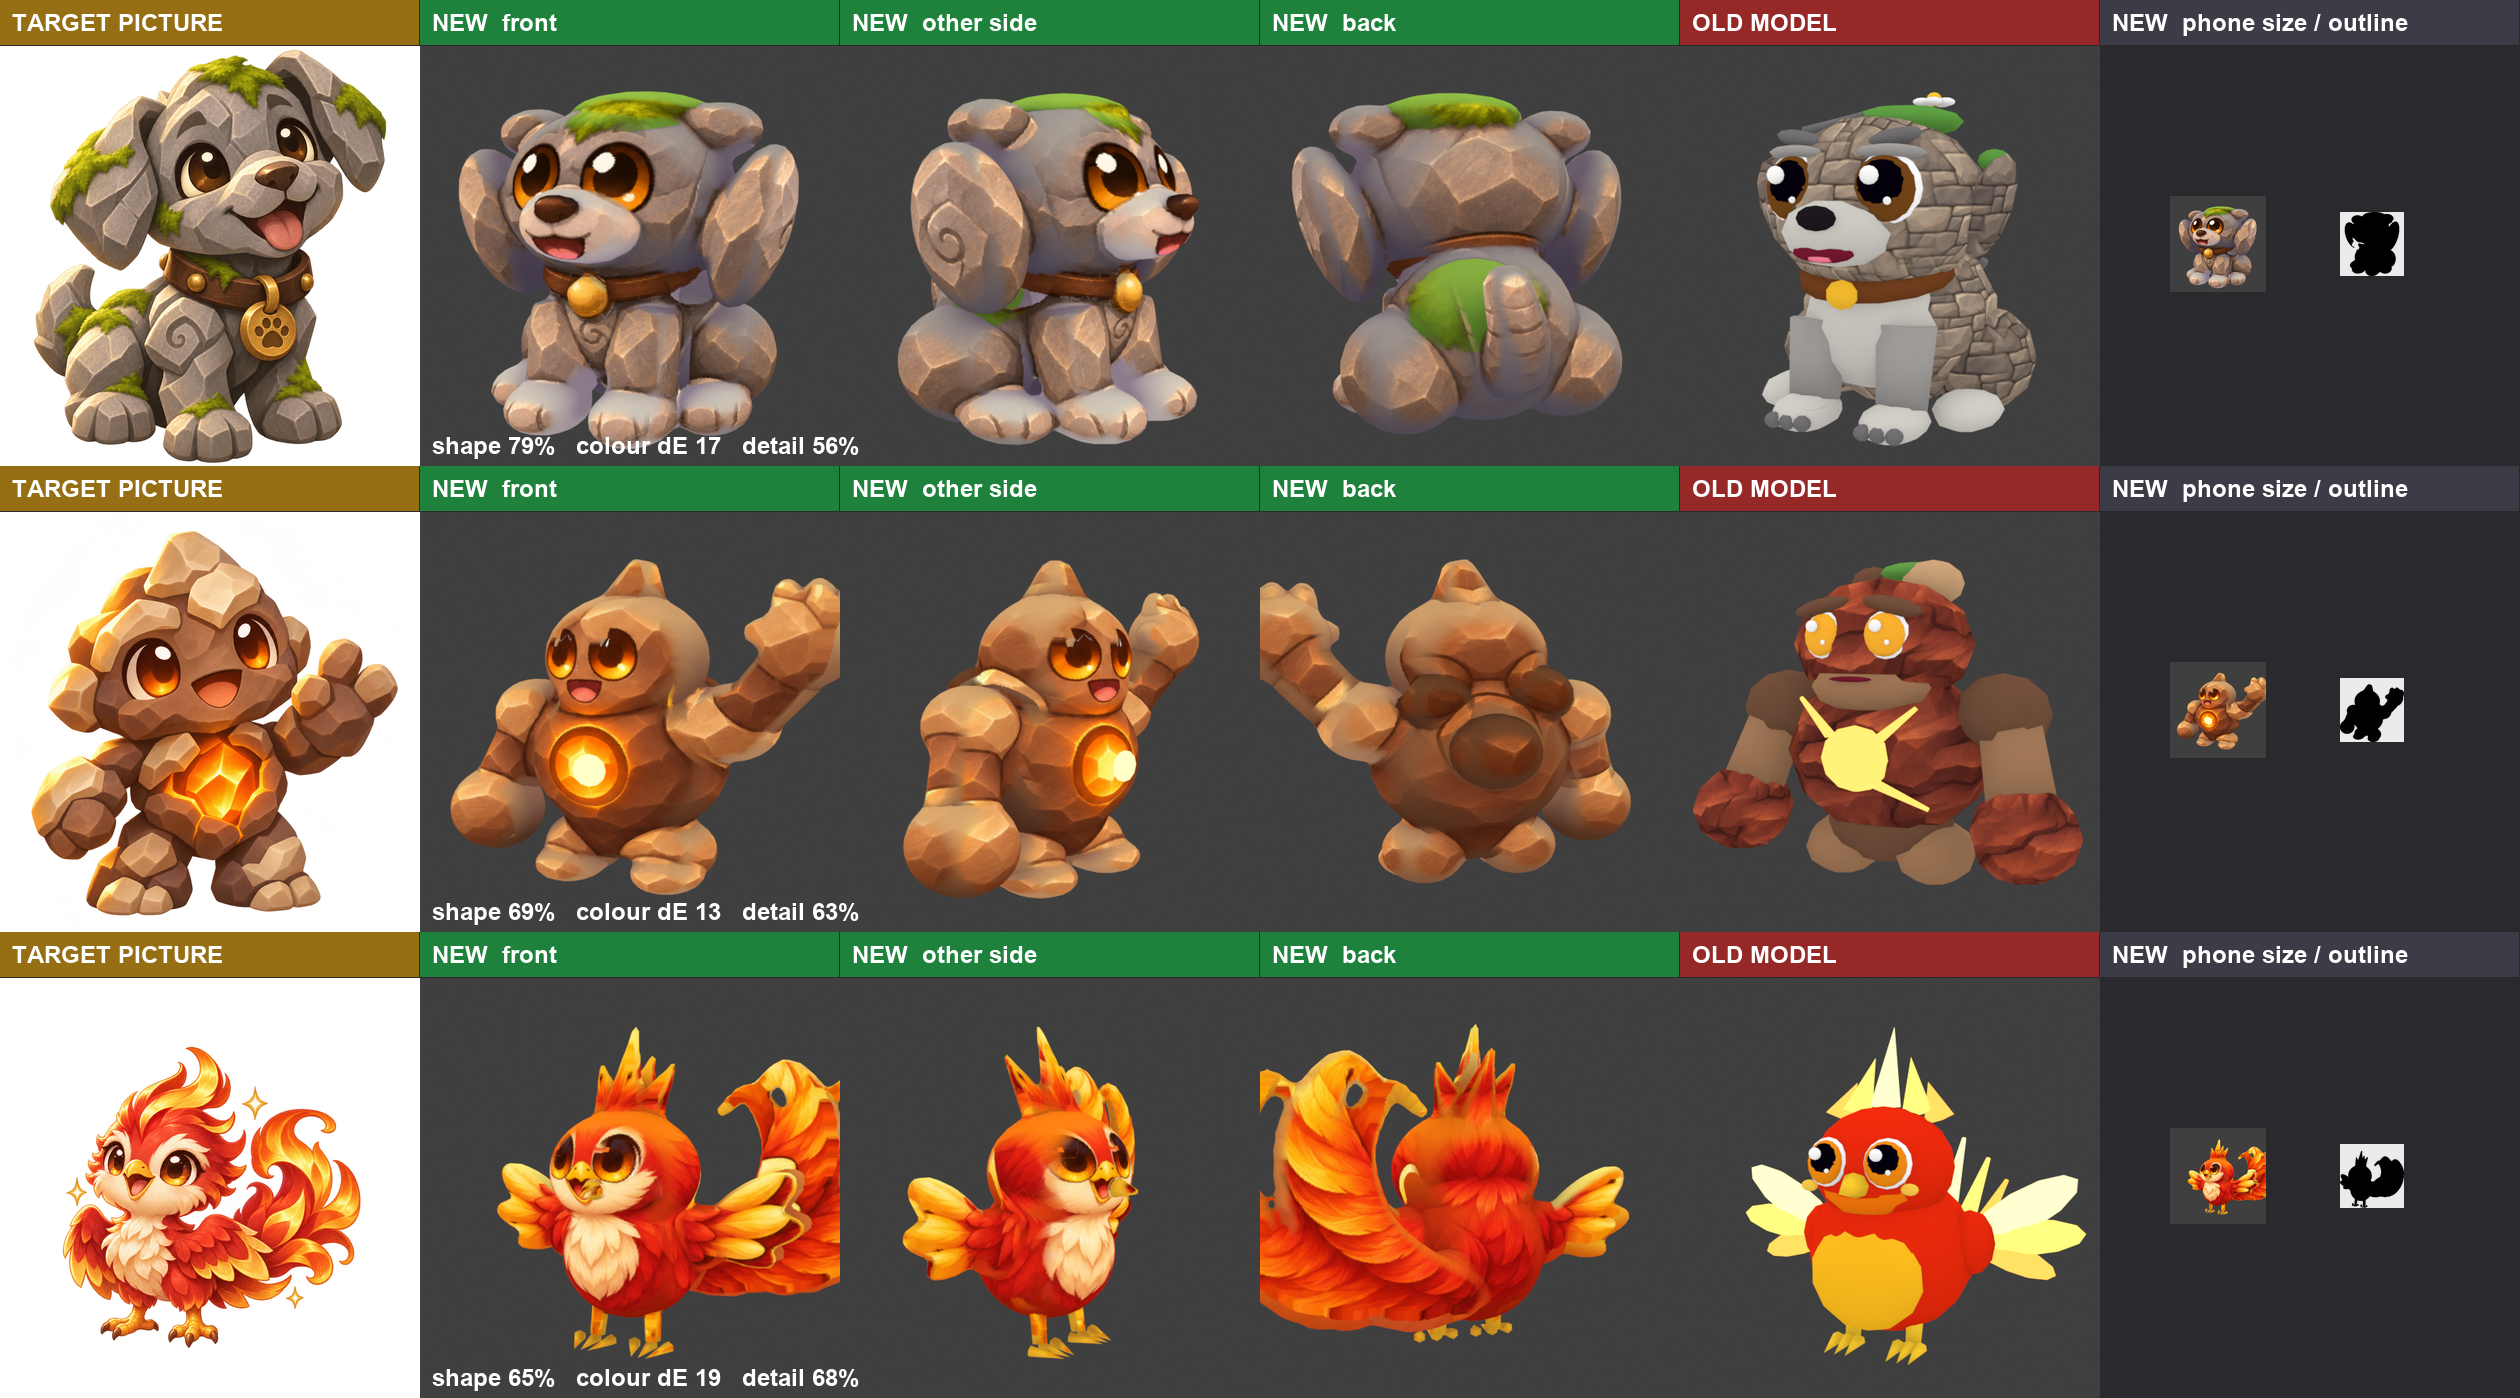 TARGET PICTURE
NEW front
NEW other side
NEW back
OLD MODEL
NEW phone size / outline
shape 79% colour dE 17 detail 56%
TARGET PICTURE
NEW front
NEW other side
NEW back
OLD MODEL
NEW phone size / outline
shape 69% colour dE 13 detail 63%
TARGET PICTURE
NEW front
NEW other side
NEW back
OLD MODEL
NEW phone size / outline
shape 65% colour dE 19 detail 68%